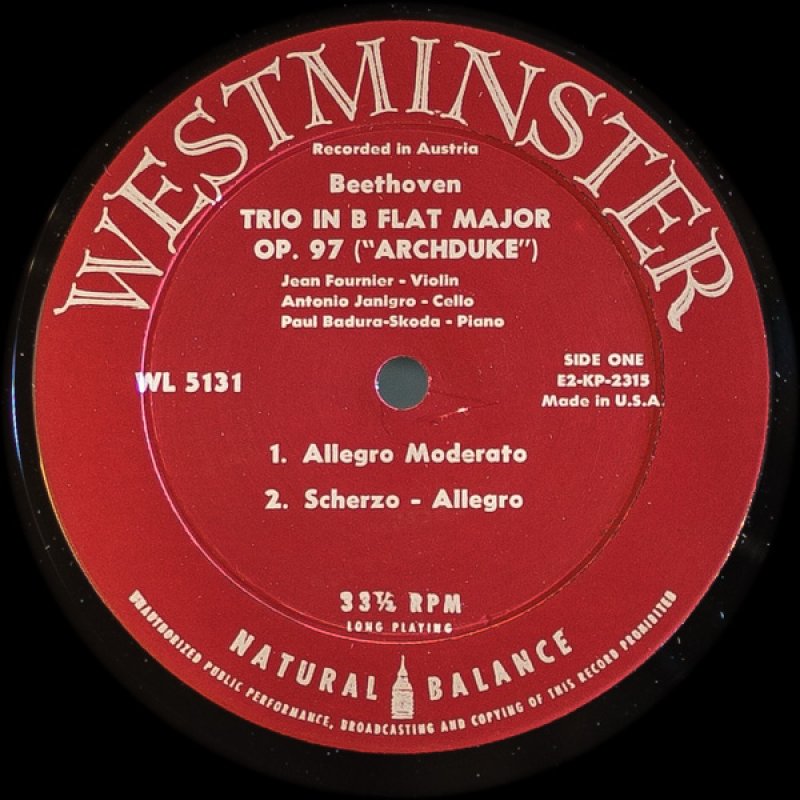 WESTMINSTER
Recorded in Austria
Beethoven
TRIO IN B FLAT MAJOR
OP. 97 ("ARCHDUKE")
Jean Fournier - Violin
Antonio Janigro - Cello
Paul Badura-Skoda - Piano
WL 5131
SIDE ONE
E2-KP-2315
Made in U.S.A.
1. Allegro Moderato
2. Scherzo - Allegro
33⅓ RPM
LONG PLAYING
NATURAL BALANCE
UNAUTHORIZED PUBLIC PERFORMANCE, BROADCASTING AND COPYING OF THIS RECORD PROHIBITED